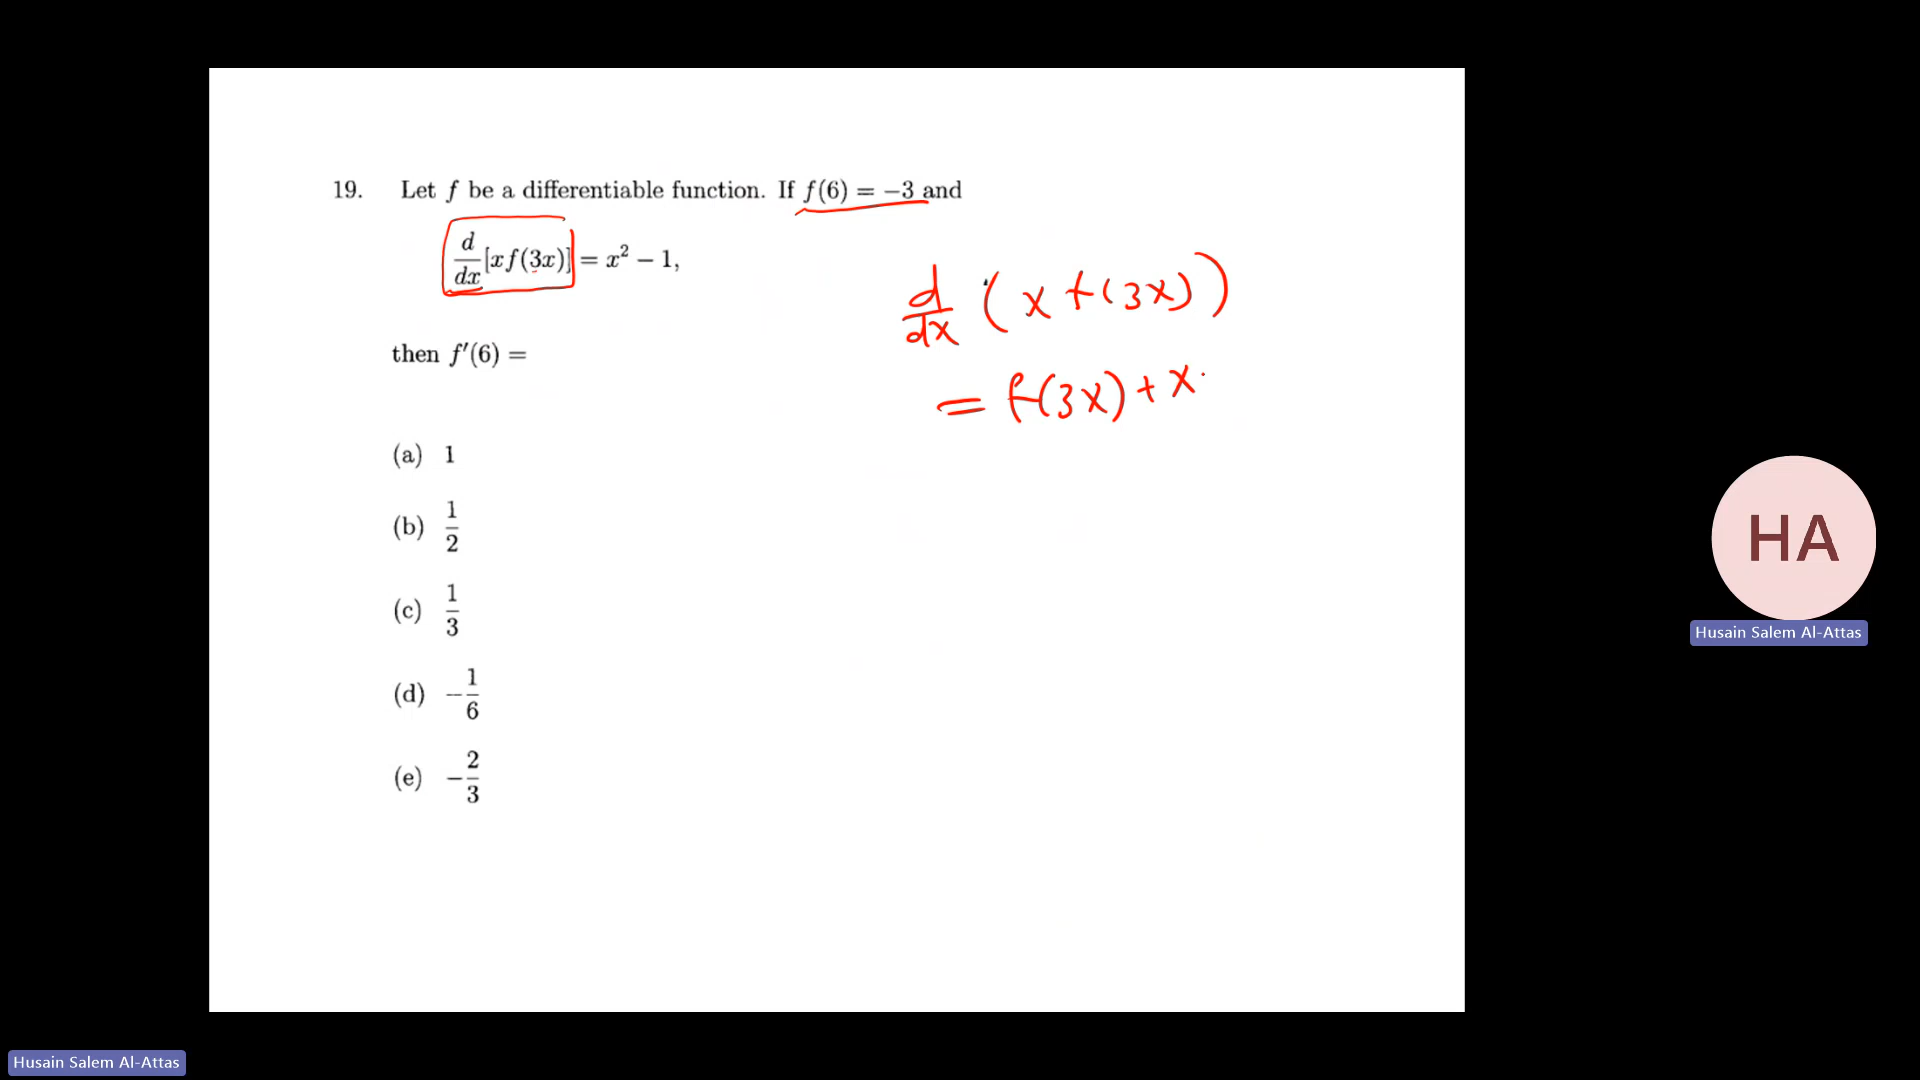 19. Let f be a differentiable function. If f(6) = −3 and
d/dx [xf(3x)] = x² − 1,
then f′(6) =
(a) 1
(b) 1/2
(c) 1/3
(d) −1/6
(e) −2/3
d/dx (x f(3x))
= f(3x) + x·
HA
Husain Salem Al-Attas
Husain Salem Al-Attas